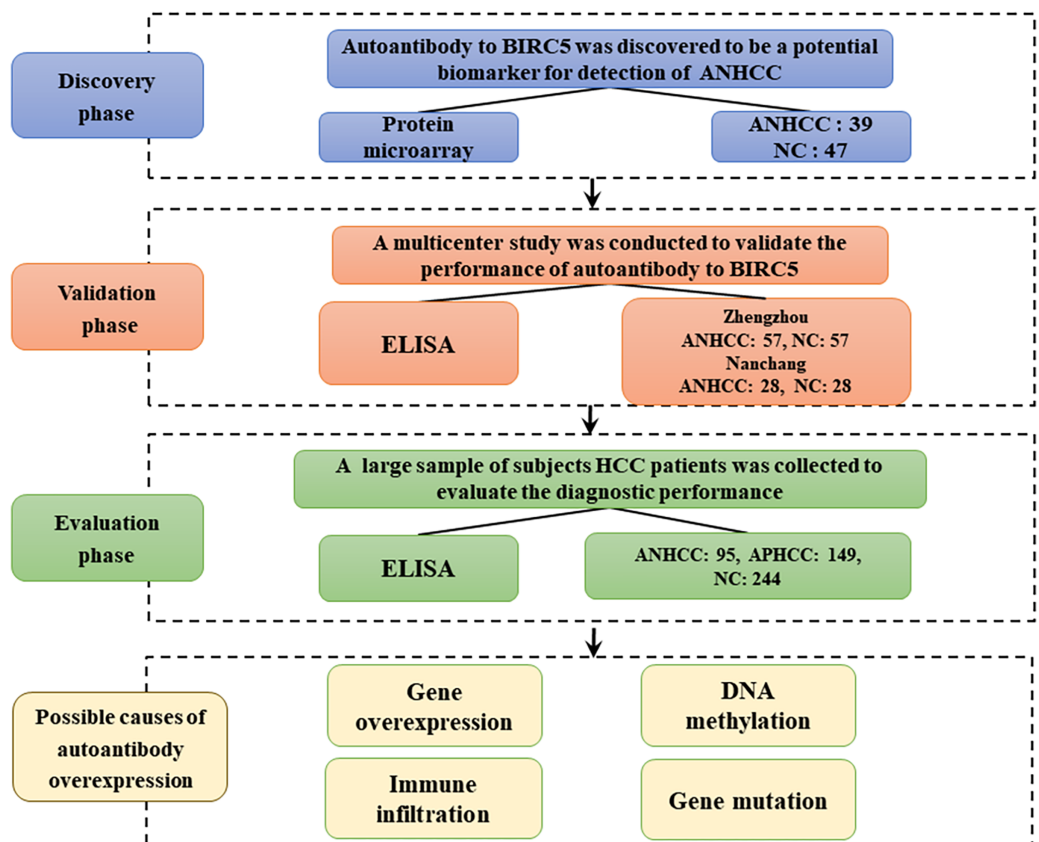 Discovery
phase
Autoantibody to BIRC5 was discovered to be a potential
biomarker for detection of ANHCC
Protein
microarray
ANHCC : 39
NC : 47
Validation
phase
A multicenter study was conducted to validate the
performance of autoantibody to BIRC5
ELISA
Zhengzhou
ANHCC: 57, NC: 57
Nanchang
ANHCC: 28, NC: 28
Evaluation
phase
A large sample of subjects HCC patients was collected to
evaluate the diagnostic performance
ELISA
ANHCC: 95, APHCC: 149,
NC: 244
Possible causes of
autoantibody
overexpression
Gene
overexpression
DNA
methylation
Immune
infiltration
Gene mutation